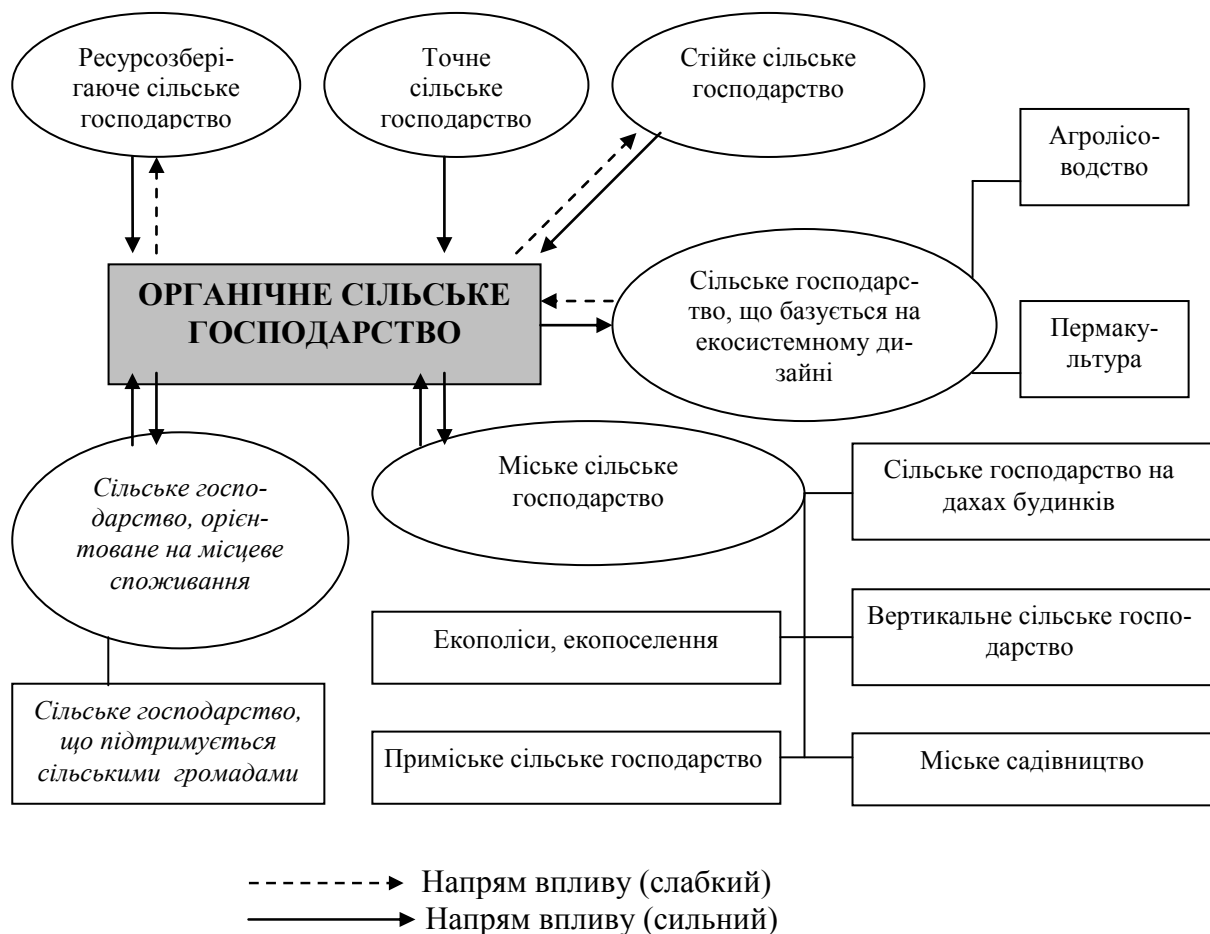 Ресурсозбері-
гаюче сільське
господарство
Точне
сільське
господарство
Стійке сільське
господарство
Агролісо-
водство
ОРГАНІЧНЕ СІЛЬСЬКЕ
ГОСПОДАРСТВО
Сільське господарс-
тво, що базується на
екосистемному ди-
зайні
Пермаку-
льтура
Сільське госпо-
дарство, орієн-
товане на місцеве
споживання
Міське сільське
господарство
Сільське господарство на
дахах будинків
Екополіси, екопоселення
Вертикальне сільське госпо-
дарство
Сільське господарство,
що підтримується
сільськими громадами
Приміське сільське господарство
Міське садівництво
Напрям впливу (слабкий)
Напрям впливу (сильний)